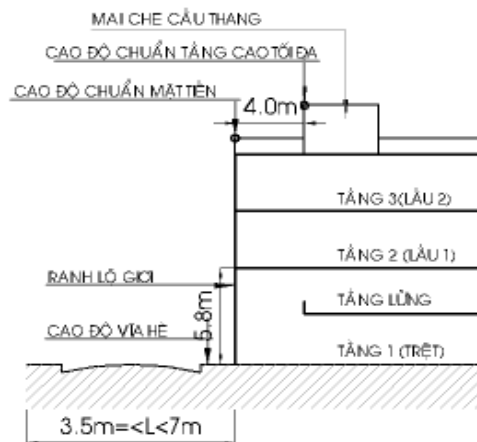 MAI CHE CẦU THANG
CAO ĐỘ CHUẨN TẦNG CAO TỐI ĐA
CAO ĐỘ CHUẨN MẶT TIỀN
4.0m
TẦNG 3(LẦU 2)
TẦNG 2 (LẦU 1)
RANH LỘ GIỚI
TẦNG LỬNG
5.8m
CAO ĐỘ VỈA HÈ
TẦNG 1 (TRỆT)
3.5m=<L<7m